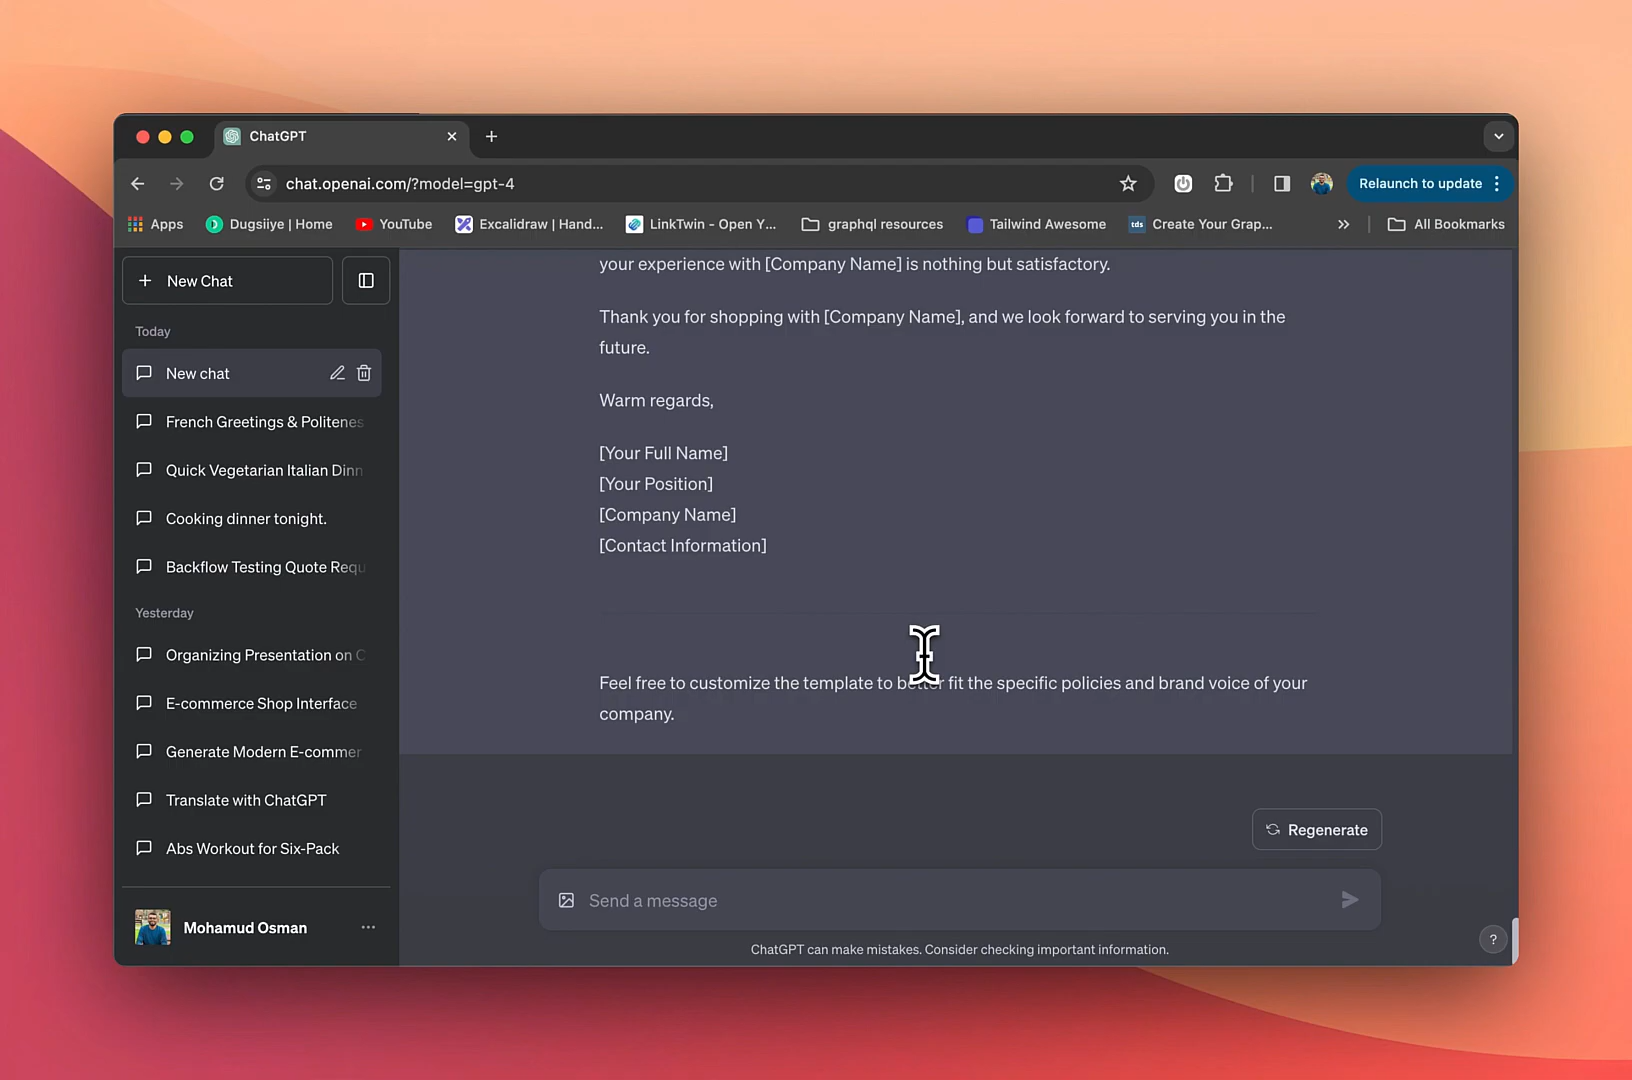 ChatGPT
chat.openai.com/?model=gpt-4
Relaunch to update
Apps
Dugsiiye | Home
YouTube
Excalidraw | Hand...
LinkTwin - Open Y...
graphql resources
Tailwind Awesome
tds
Create Your Grap...
All Bookmarks
New Chat
Today
New chat
French Greetings & Politenes
Quick Vegetarian Italian Dinn
Cooking dinner tonight.
Backflow Testing Quote Requ
Yesterday
Organizing Presentation on C
E-commerce Shop Interface
Generate Modern E-commer
Translate with ChatGPT
Abs Workout for Six-Pack
Mohamud Osman
your experience with [Company Name] is nothing but satisfactory.
Thank you for shopping with [Company Name], and we look forward to serving you in the
future.
Warm regards,
[Your Full Name]
[Your Position]
[Company Name]
[Contact Information]
Feel free to customize the template to better fit the specific policies and brand voice of your
company.
Regenerate
Send a message
ChatGPT can make mistakes. Consider checking important information.
?